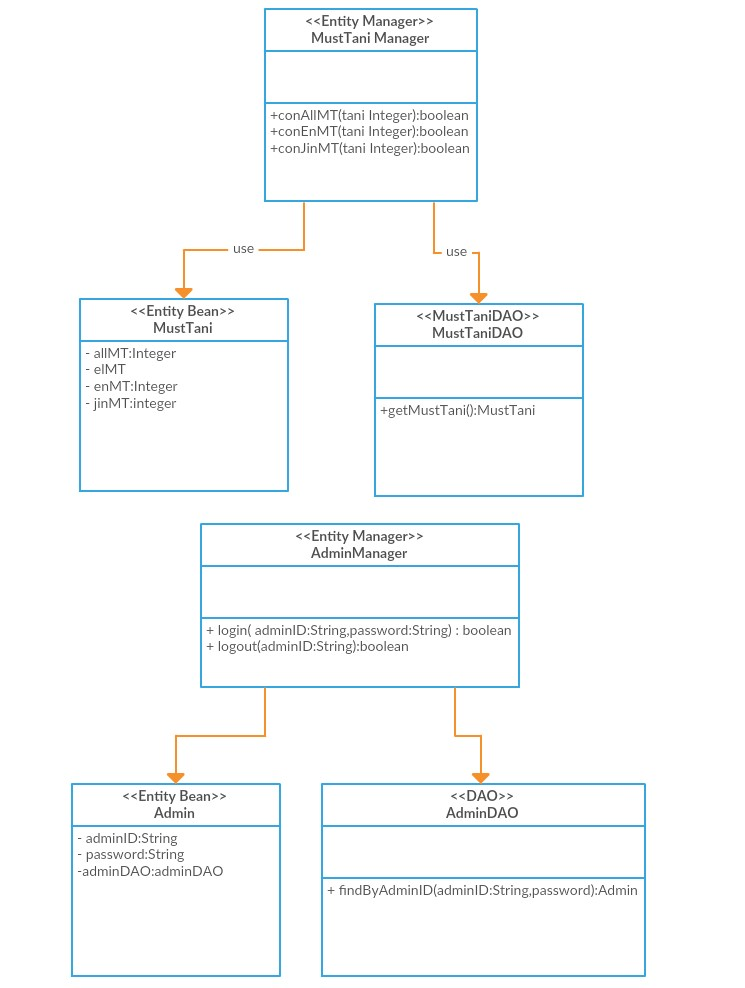 <<Entity Manager>>
MustTani Manager
+conAllMT(tani Integer):boolean
+conEnMT(tani Integer):boolean
+conJinMT(tani Integer):boolean
use
use
<<Entity Bean>>
MustTani
- allMT:Integer
- elMT
- enMT:Integer
- jinMT:integer
<<MustTaniDAO>>
MustTaniDAO
+getMustTani():MustTani
<<Entity Manager>>
AdminManager
+ login( adminID:String,password:String) : boolean
+ logout(adminID:String):boolean
<<Entity Bean>>
Admin
- adminID:String
- password:String
-adminDAO:adminDAO
<<DAO>>
AdminDAO
+ findByAdminID(adminID:String,password):Admin